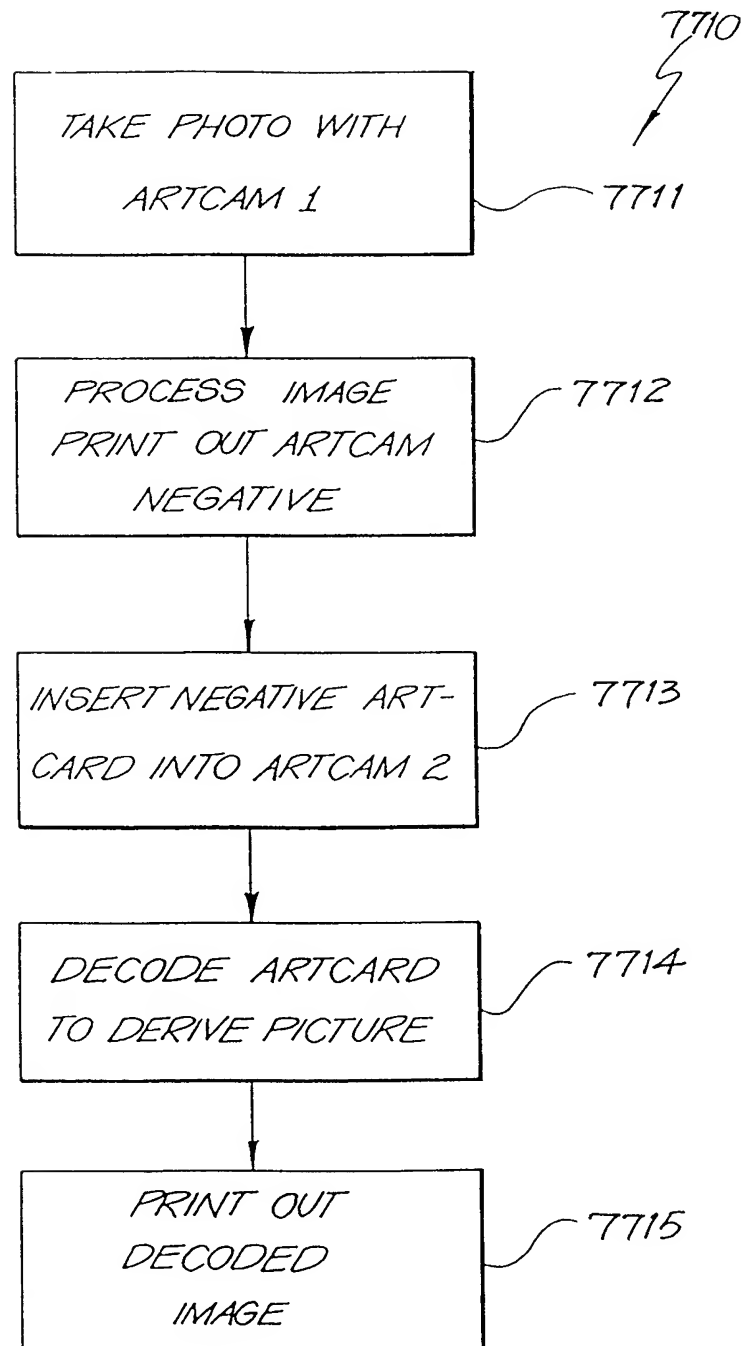 7710
TAKE PHOTO WITH
ARTCAM 1
7711
PROCESS IMAGE
PRINT OUT ARTCAM
NEGATIVE
7712
INSERT NEGATIVE ART-
CARD INTO ARTCAM 2
7713
DECODE ARTCARD
TO DERIVE PICTURE
7714
PRINT OUT
DECODED
IMAGE
7715